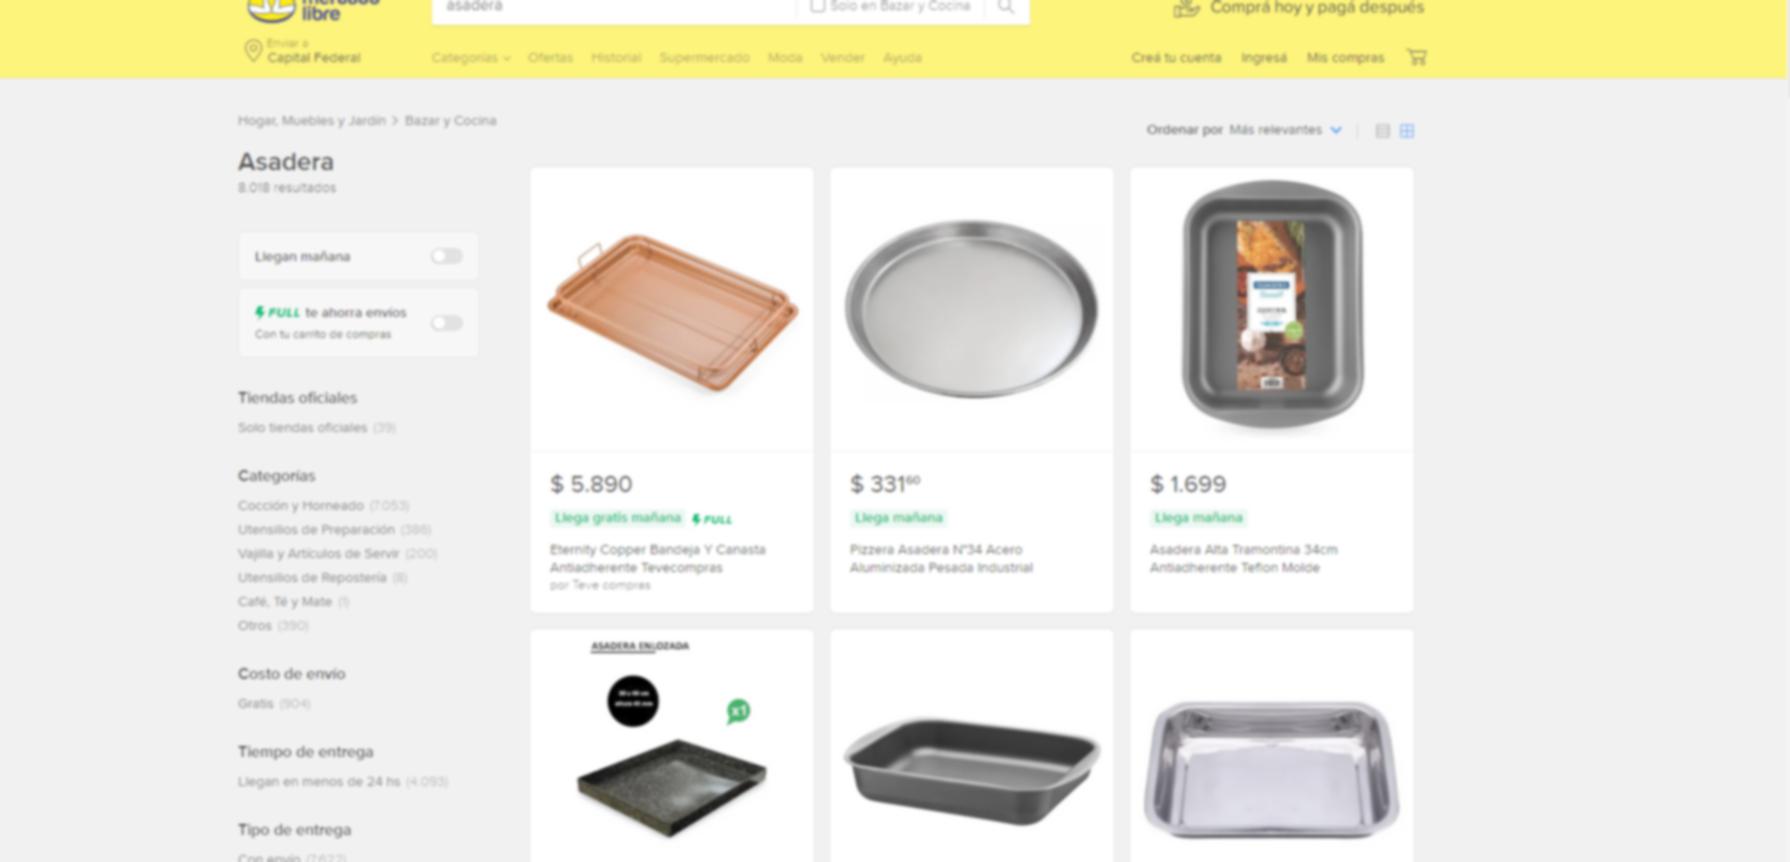 mercado
libre
asadera
Solo en Bazar y Cocina
Comprá hoy y pagá después
Enviar a
Capital Federal
Categorías Ofertas Historial Supermercado Moda Vender Ayuda
Creá tu cuenta Ingresá Mis compras
Hogar, Muebles y Jardín > Bazar y Cocina
Ordenar por Más relevantes
Asadera
8.018 resultados
Llegan mañana
FULL te ahorra envíos
Con tu carrito de compras
Tiendas oficiales
Solo tiendas oficiales (39)
Categorías
Cocción y Horneado (7.053)
Utensilios de Preparación (386)
Vajilla y Artículos de Servir (200)
Utensilios de Repostería (8)
Café, Té y Mate (1)
Otros (390)
Costo de envío
Gratis (904)
Tiempo de entrega
Llegan en menos de 24 hs (4.093)
Tipo de entrega
Con envío (7.622)
$ 5.890
Llega gratis mañana FULL
Eternity Copper Bandeja Y Canasta
Antiadherente Tevecompras
por Teve compras
$ 331 60
Llega mañana
Pizzera Asadera N°34 Acero
Aluminizada Pesada Industrial
$ 1.699
Llega mañana
Asadera Alta Tramontina 34cm
Antiadherente Teflon Molde
ASADERA ENLOZADA
x1